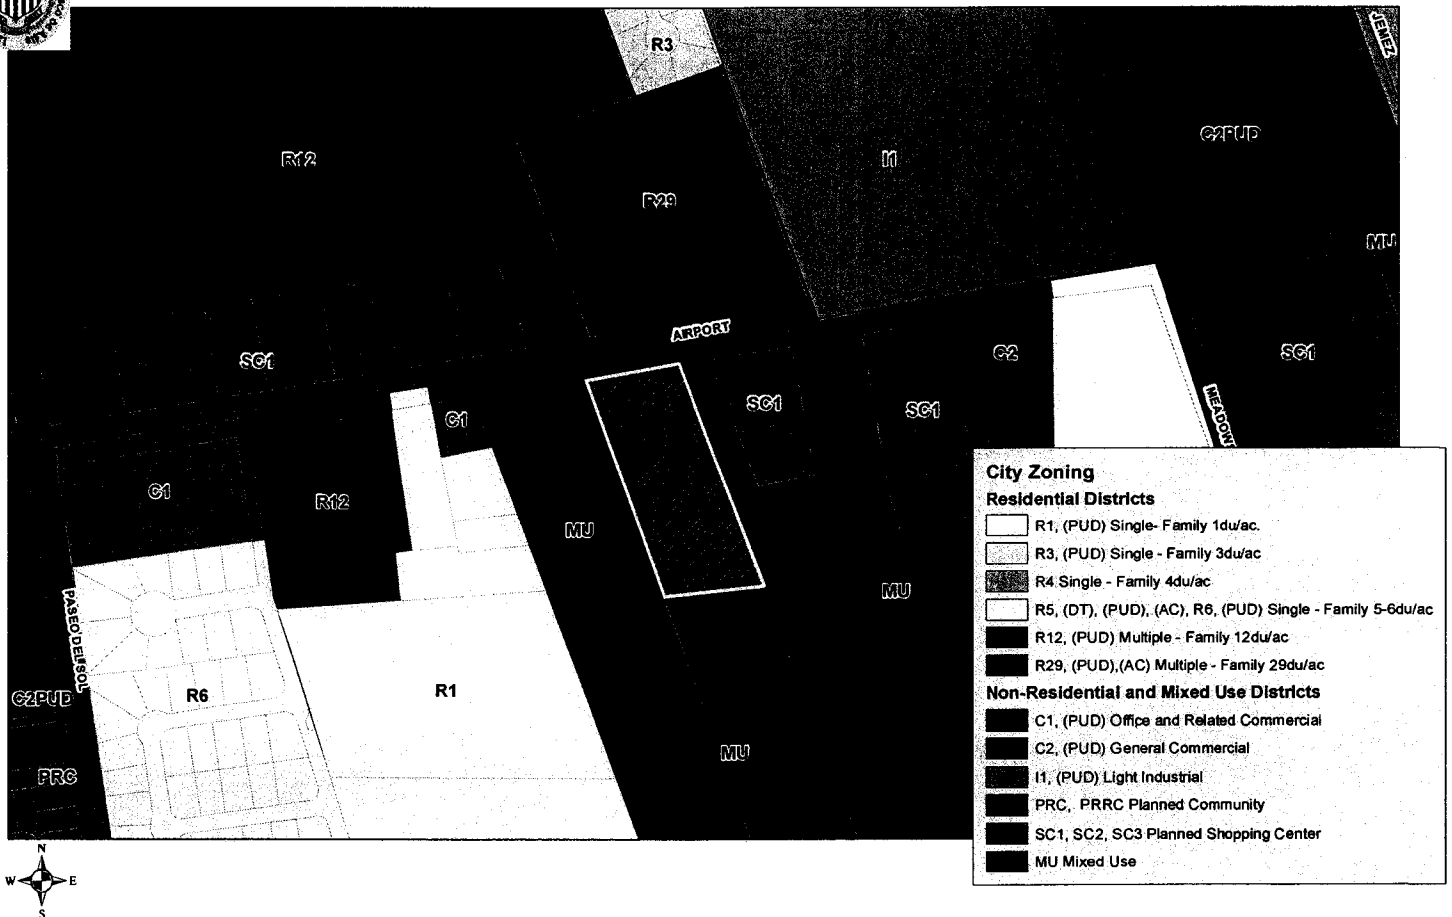 JEMEZ
R3
C2PUD
R12
I1
R29
MU
AIRPORT
C2
SC1
SC1
SC1
SC1
MEADOW
C1
C1
R12
MU
MU
PASEO DEL SOL
R6
R1
C2PUD
MU
PRC
City Zoning
Residential Districts
R1, (PUD) Single- Family 1du/ac.
R3, (PUD) Single - Family 3du/ac
R4 Single - Family 4du/ac
R5, (DT), (PUD), (AC), R6, (PUD) Single - Family 5-6du/ac
R12, (PUD) Multiple - Family 12du/ac
R29, (PUD),(AC) Multiple - Family 29du/ac
Non-Residential and Mixed Use Districts
C1, (PUD) Office and Related Commercial
C2, (PUD) General Commercial
I1, (PUD) Light Industrial
PRC, PRRC Planned Community
SC1, SC2, SC3 Planned Shopping Center
MU Mixed Use
N
W E
S